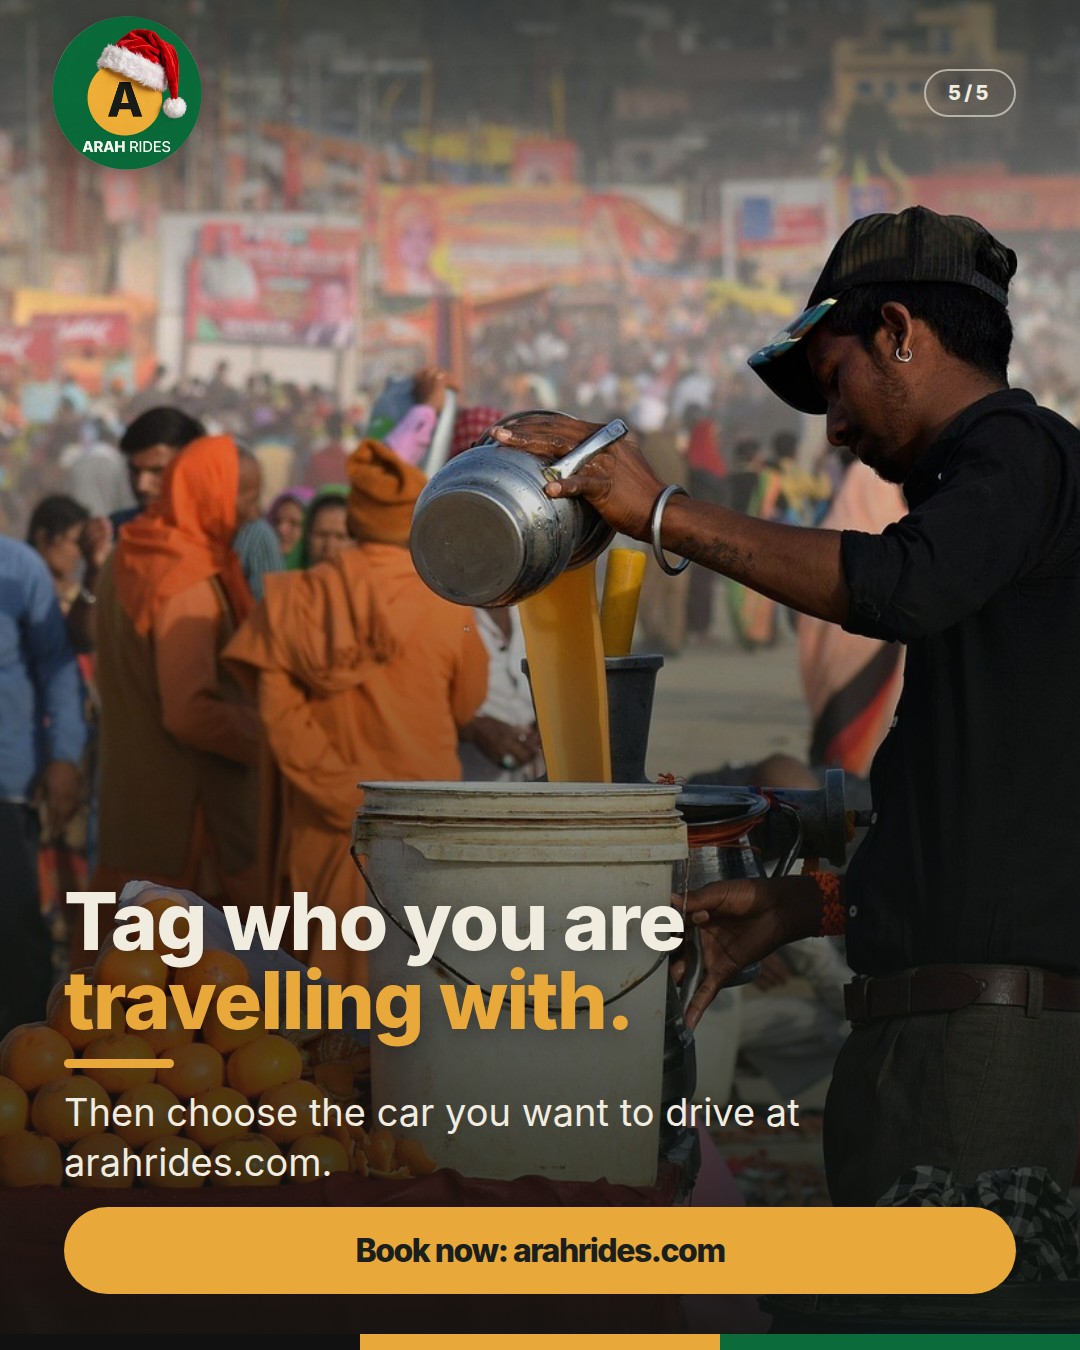 A
ARAH RIDES
5/5
Tag who you are
travelling with.
Then choose the car you want to drive at
arahrides.com.
Book now: arahrides.com